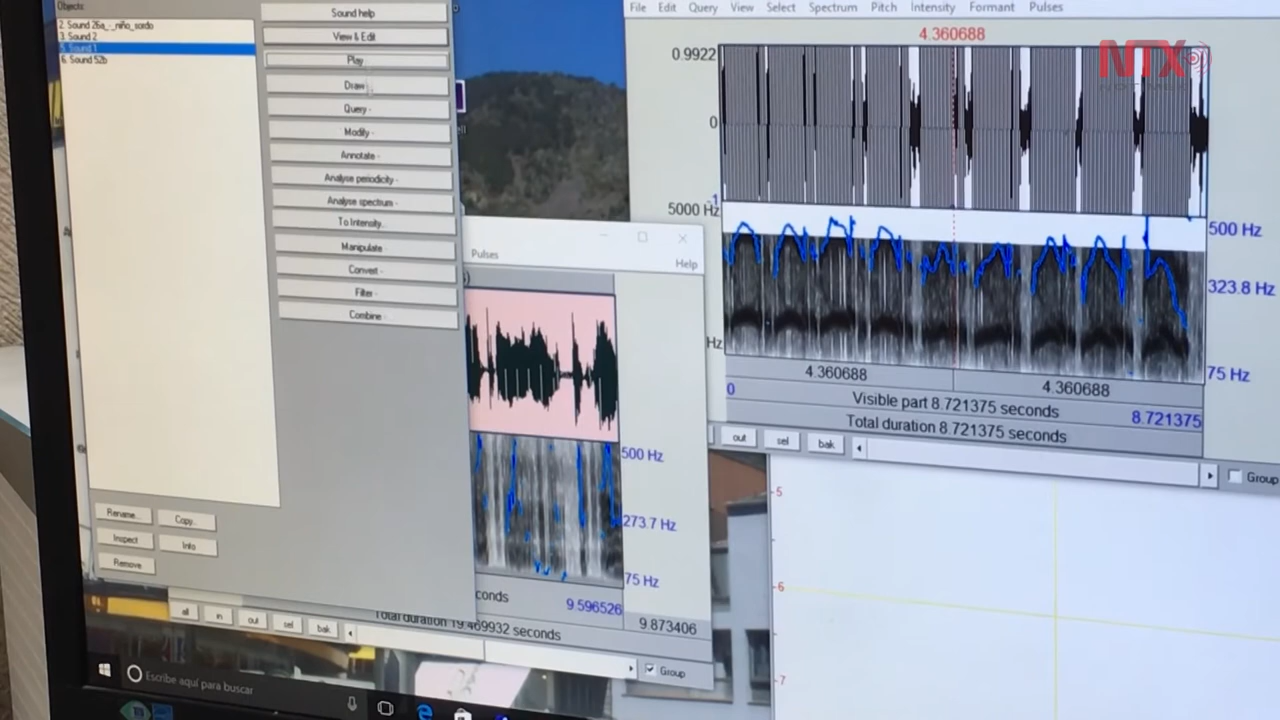 Objects:
2. Sound 26a_-_niño_sordo
3. Sound 2
5. Sound 1
6. Sound 52b
Sound help
View & Edit
Play
Draw -
Query -
Modify -
Annotate -
Analyse periodicity -
Analyse spectrum -
To Intensity...
Manipulate -
Convert -
Filter -
Combine -
Rename...
Copy...
Inspect
Info
Remove
File Edit Query View Select Spectrum Pitch Intensity Formant Pulses
4.360688
0.9922
0
-1
5000 Hz
500 Hz
323.8 Hz
Hz
75 Hz
4.360688
4.360688
0
Visible part 8.721375 seconds
8.721375
Total duration 8.721375 seconds
out
sel
bak
Group
NTX
Pulses
Help
500 Hz
273.7 Hz
75 Hz
conds
9.596526
9.873406
Total duration 19.469932 seconds
all
in
out
sel
bak
Group
-5
-6
-7
Escribe aquí para buscar